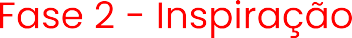 Fase 2 - Inspiração